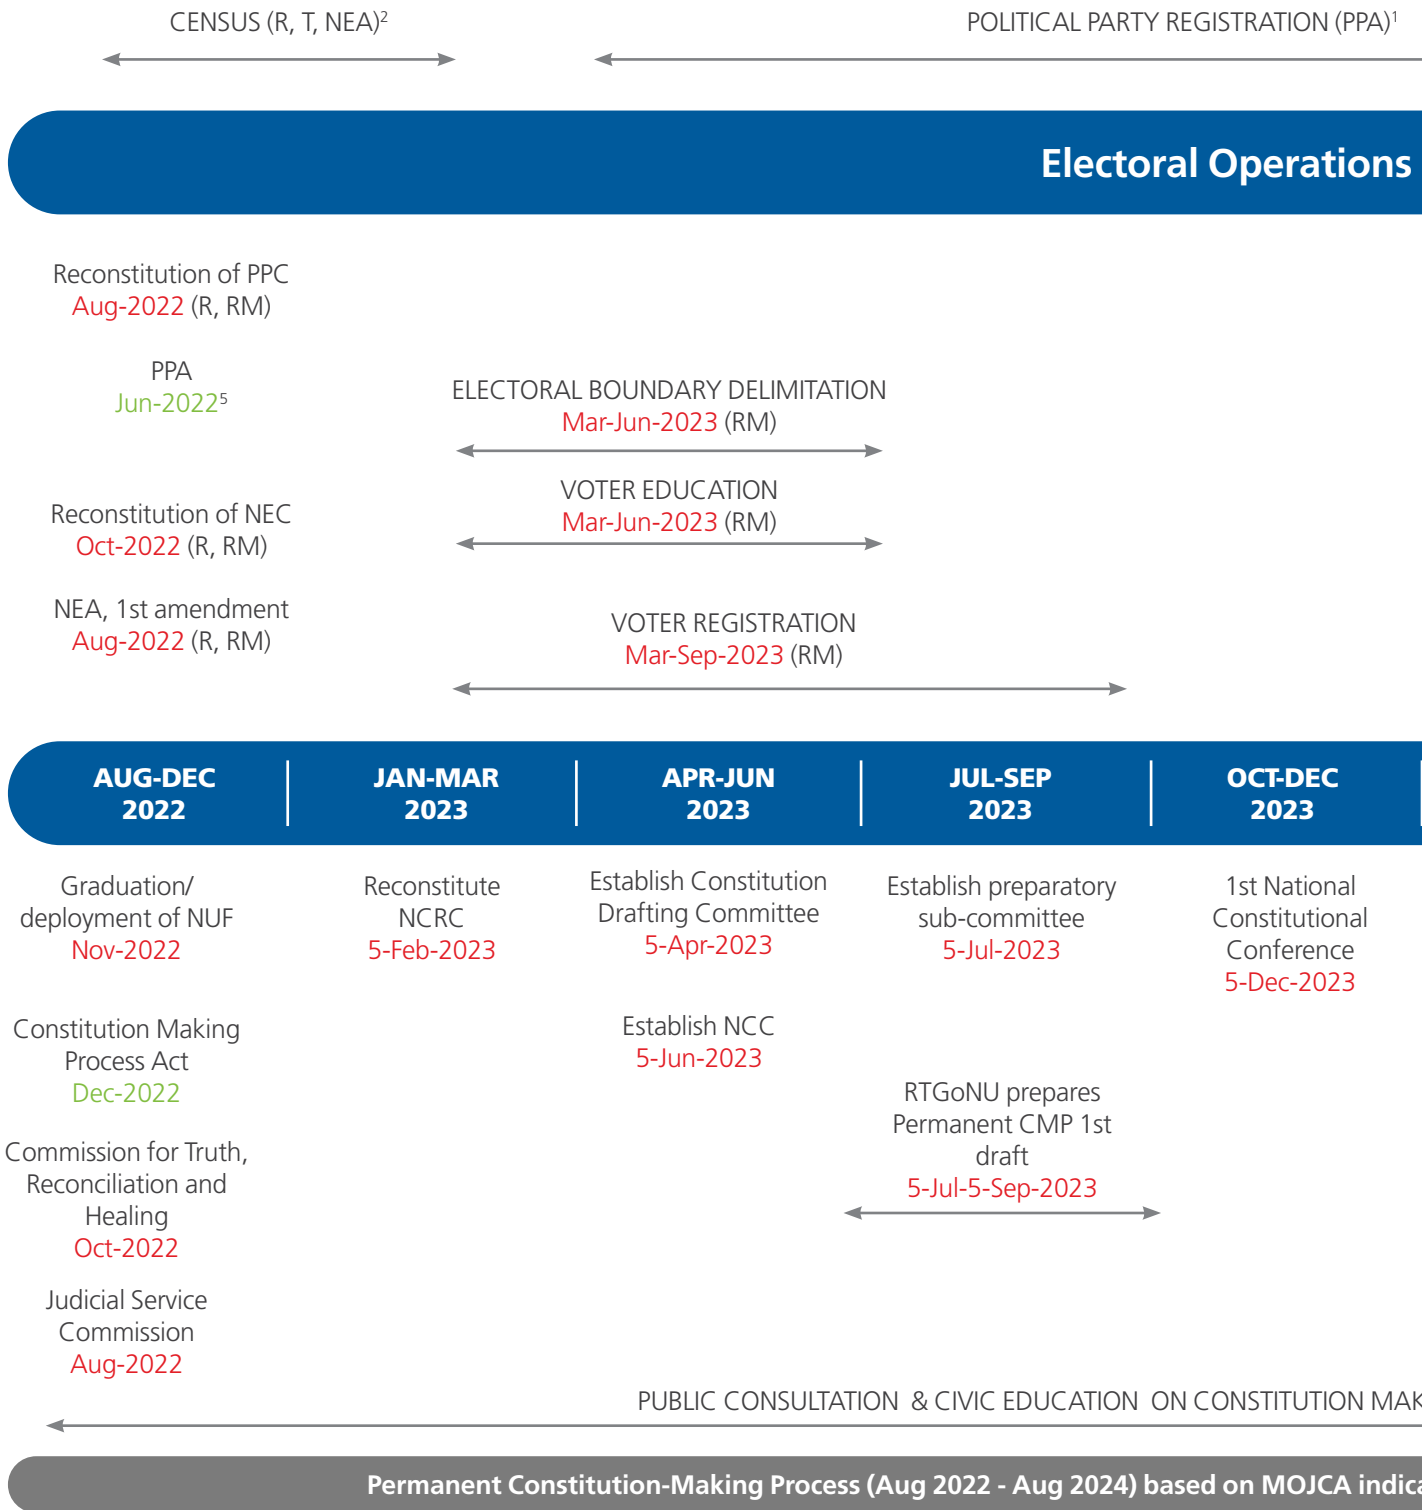 CENSUS (R, T, NEA)²
POLITICAL PARTY REGISTRATION (PPA)¹
Electoral Operations
Reconstitution of PPC
Aug-2022 (R, RM)
PPA
Jun-2022⁵
ELECTORAL BOUNDARY DELIMITATION
Mar-Jun-2023 (RM)
VOTER EDUCATION
Mar-Jun-2023 (RM)
Reconstitution of NEC
Oct-2022 (R, RM)
NEA, 1st amendment
Aug-2022 (R, RM)
VOTER REGISTRATION
Mar-Sep-2023 (RM)
AUG-DEC
2022
JAN-MAR
2023
APR-JUN
2023
JUL-SEP
2023
OCT-DEC
2023
Graduation/
deployment of NUF
Nov-2022
Reconstitute
NCRC
5-Feb-2023
Establish Constitution
Drafting Committee
5-Apr-2023
Establish preparatory
sub-committee
5-Jul-2023
1st National
Constitutional
Conference
5-Dec-2023
Constitution Making
Process Act
Dec-2022
Establish NCC
5-Jun-2023
RTGoNU prepares
Permanent CMP 1st
draft
5-Jul-5-Sep-2023
Commission for Truth,
Reconciliation and
Healing
Oct-2022
Judicial Service
Commission
Aug-2022
PUBLIC CONSULTATION & CIVIC EDUCATION ON CONSTITUTION MAK
Permanent Constitution-Making Process (Aug 2022 - Aug 2024) based on MOJCA indica